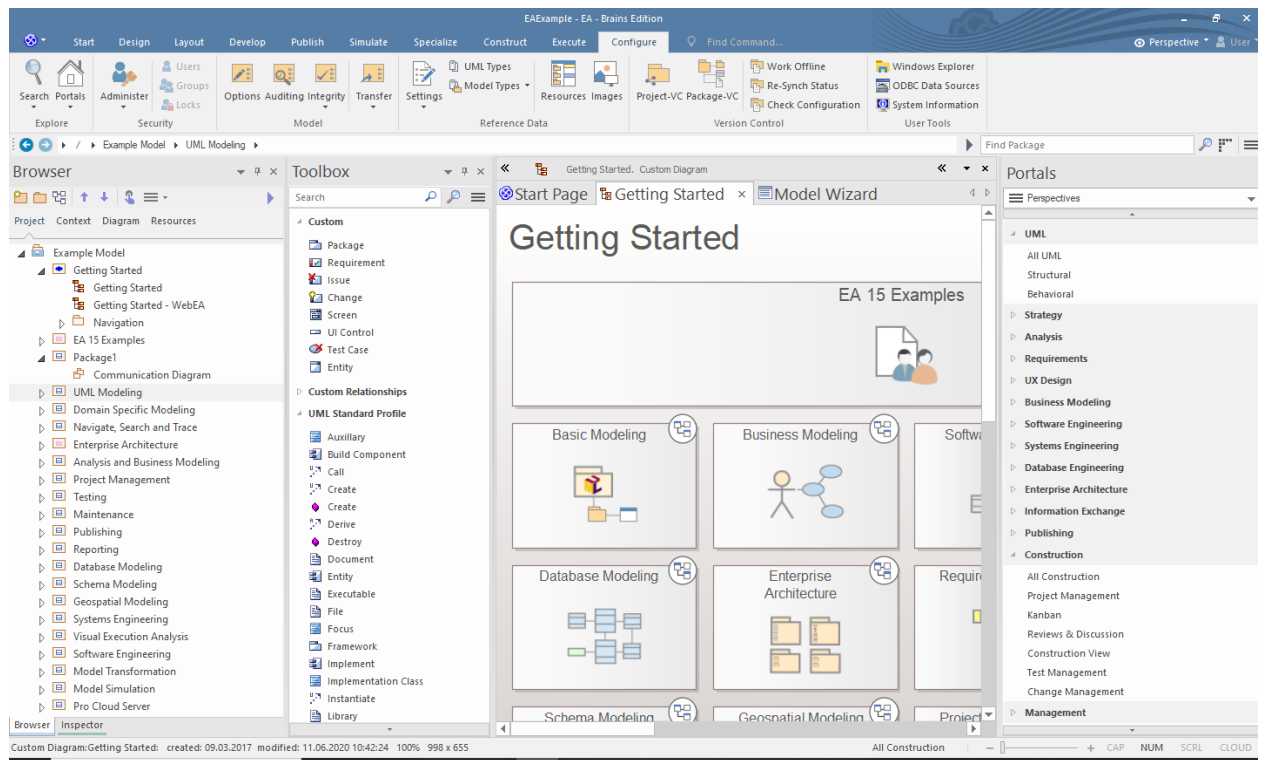 EAExample - EA - Brains Edition
Start Design Layout Develop Publish Simulate Specialize Construct Execute Configure Find Command... Perspective User
Search Portals Administer Users Groups Locks Options Auditing Integrity Transfer Settings UML Types Model Types Resources Images Project-VC Package-VC Work Offline Re-Synch Status Check Configuration Windows Explorer ODBC Data Sources System Information
Explore Security Model Reference Data Version Control User Tools
/ Example Model UML Modeling Find Package
Browser
Project Context Diagram Resources
Example Model
Getting Started
Getting Started
Getting Started - WebEA
Navigation
EA 15 Examples
Package1
Communication Diagram
UML Modeling
Domain Specific Modeling
Navigate, Search and Trace
Enterprise Architecture
Analysis and Business Modeling
Project Management
Testing
Maintenance
Publishing
Reporting
Database Modeling
Schema Modeling
Geospatial Modeling
Systems Engineering
Visual Execution Analysis
Software Engineering
Model Transformation
Model Simulation
Pro Cloud Server
Browser Inspector
Toolbox
Search
Custom
Package
Requirement
Issue
Change
Screen
UI Control
Test Case
Entity
Custom Relationships
UML Standard Profile
Auxillary
Build Component
Call
Create
Create
Derive
Destroy
Document
Entity
Executable
File
Focus
Framework
Implement
Implementation Class
Instantiate
Library
Getting Started. Custom Diagram
Start Page Getting Started × Model Wizard
Getting Started
EA 15 Examples
Basic Modeling Business Modeling Softwa
Database Modeling Enterprise Architecture Require
Schema Modeling Geospatial Modeling Project
Portals
Perspectives
UML
All UML
Structural
Behavioral
Strategy
Analysis
Requirements
UX Design
Business Modeling
Software Engineering
Systems Engineering
Database Engineering
Enterprise Architecture
Information Exchange
Publishing
Construction
All Construction
Project Management
Kanban
Reviews & Discussion
Construction View
Test Management
Change Management
Management
Custom Diagram:Getting Started: created: 09.03.2017 modified: 11.06.2020 10:42:24 100% 998 x 655 All Construction CAP NUM SCRL CLOUD